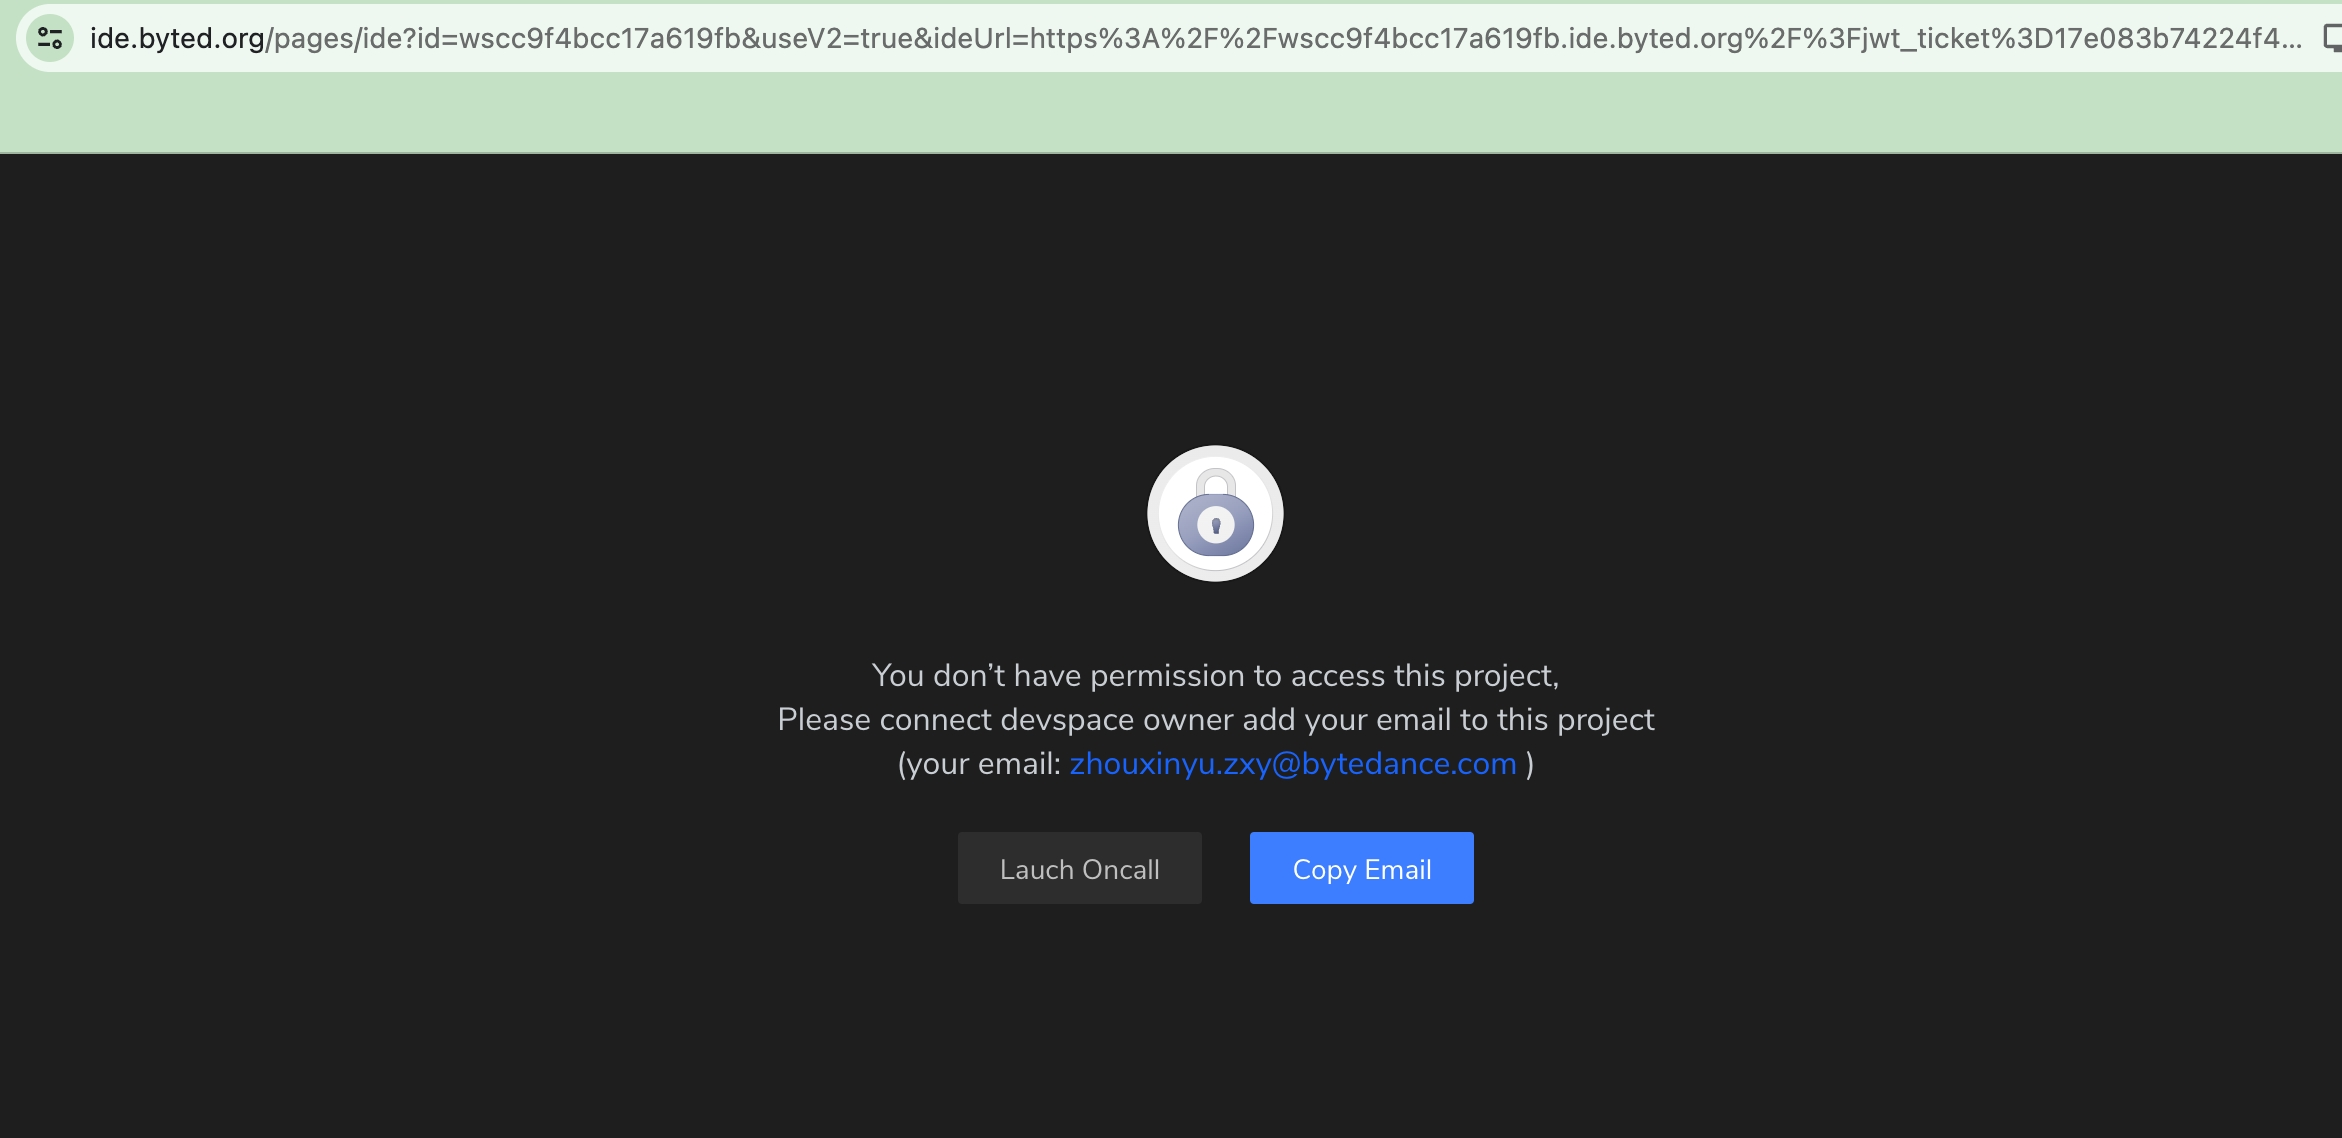 ide.byted.org/pages/ide?id=wscc9f4bcc17a619fb&useV2=true&ideUrl=https%3A%2F%2Fwscc9f4bcc17a619fb.ide.byted.org%2F%3Fjwt_ticket%3D17e083b74224f4...
You don’t have permission to access this project,
Please connect devspace owner add your email to this project
(your email: zhouxinyu.zxy@bytedance.com )
Lauch Oncall
Copy Email